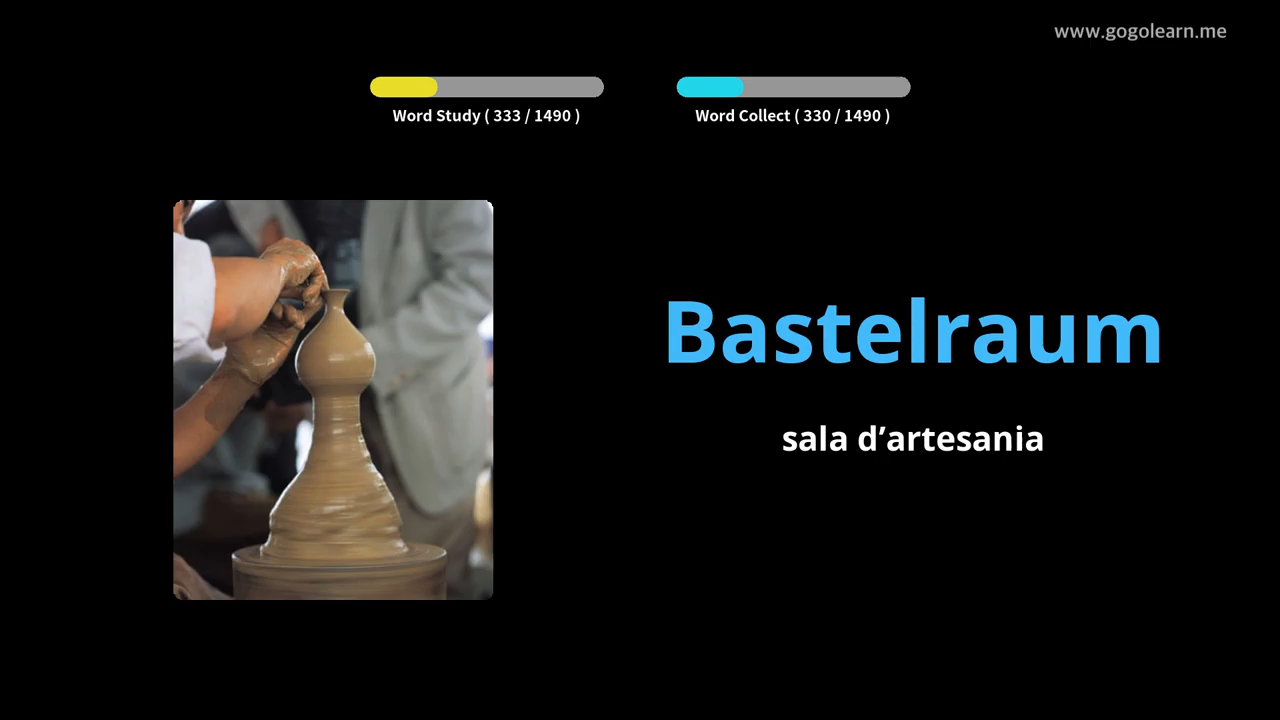 www.gogolearn.me
Word Study ( 333 / 1490 )
Word Collect ( 330 / 1490 )
Bastelraum
sala d’artesania